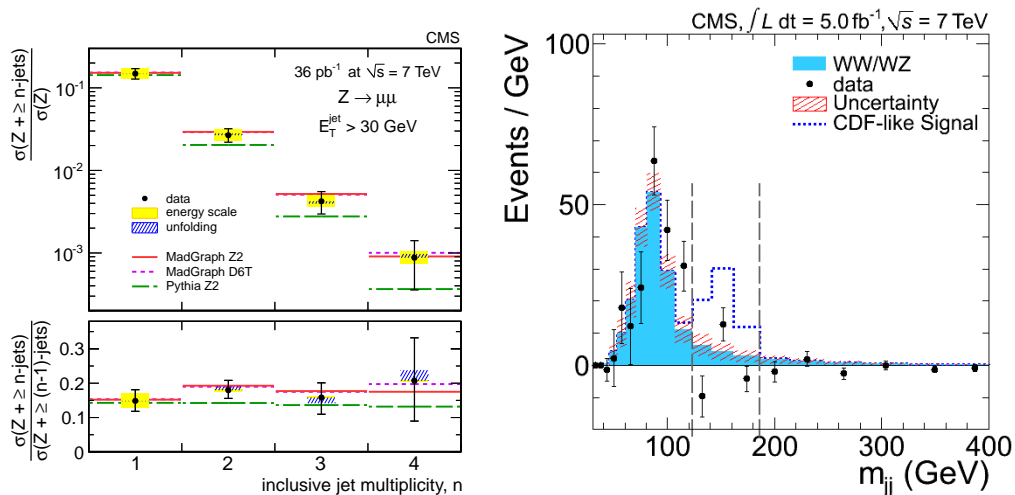 CMS
36 pb⁻¹ at √s = 7 TeV
Z → μμ
E_T^jet > 30 GeV
σ(Z + ≥ n-jets)
σ(Z)
10⁻¹
10⁻²
10⁻³
data
energy scale
unfolding
MadGraph Z2
MadGraph D6T
Pythia Z2
σ(Z + ≥ n-jets)
σ(Z + ≥ (n-1)-jets)
0.3
0.2
0.1
0
1 2 3 4
inclusive jet multiplicity, n
CMS, ∫ L dt = 5.0 fb⁻¹, √s = 7 TeV
Events / GeV
100
50
0
WW/WZ
data
Uncertainty
CDF-like Signal
100 200 300 400
m_jj (GeV)